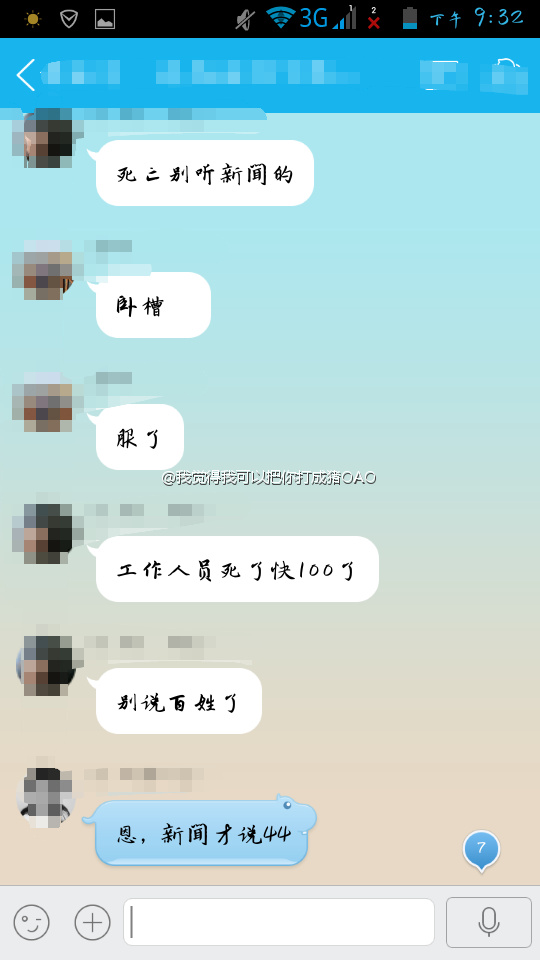 3G
1
2
下午 9:32
死亡别听新闻的
卧槽
服了
@我觉得我可以把你打成猪OAO
工作人员死了快100了
别说百姓了
恩，新闻才说44
7